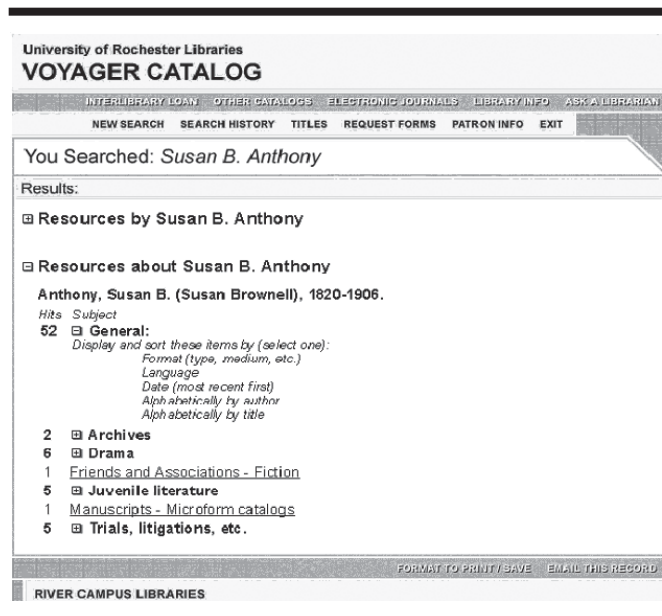 University of Rochester Libraries
VOYAGER CATALOG
INTERLIBRARY LOAN OTHER CATALOGS ELECTRONIC JOURNALS LIBRARY INFO ASK A LIBRARIAN
NEW SEARCH SEARCH HISTORY TITLES REQUEST FORMS PATRON INFO EXIT
You Searched: Susan B. Anthony
Results:
Resources by Susan B. Anthony
Resources about Susan B. Anthony
Anthony, Susan B. (Susan Brownell), 1820-1906.
Hits Subject
52 General:
Display and sort these items by (select one):
Format (type, medium, etc.)
Language
Date (most recent first)
Alphabetically by author
Alphabetically by title
2 Archives
6 Drama
1 Friends and Associations - Fiction
5 Juvenile literature
1 Manuscripts - Microform catalogs
5 Trials, litigations, etc.
FORMAT TO PRINT / SAVE EMAIL THIS RECORD
RIVER CAMPUS LIBRARIES